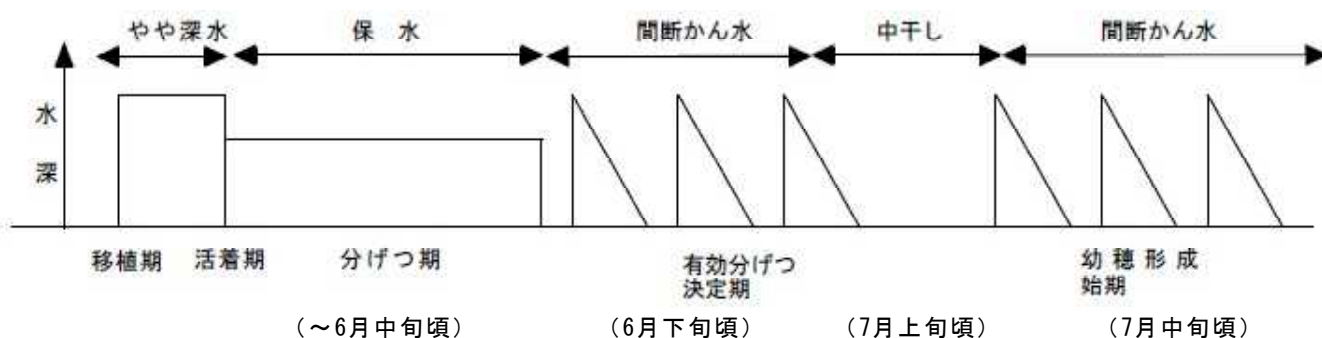 やや深水 保 水 間断かん水 中干し 間断かん水
水深
移植期 活着期 分げつ期 有効分げつ 幼 穂 形 成
決定期 始期
（～6月中旬頃） （6月下旬頃） （7月上旬頃） （7月中旬頃）